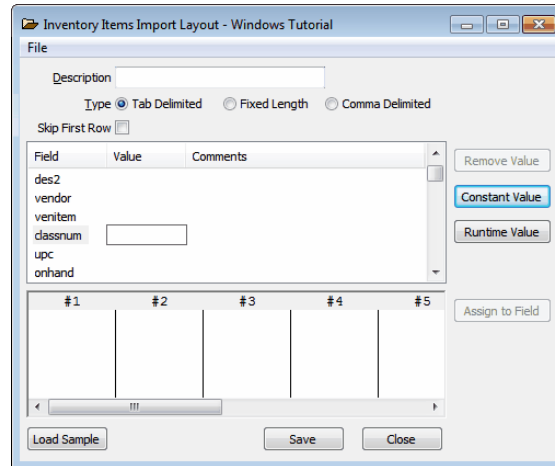 Inventory Items Import Layout - Windows Tutorial
File
Description
Type Tab Delimited Fixed Length Comma Delimited
Skip First Row
Field Value Comments
des2
vendor
venitem
classnum
upc
onhand
Remove Value
Constant Value
Runtime Value
#1 #2 #3 #4 #5
Assign to Field
Load Sample Save Close